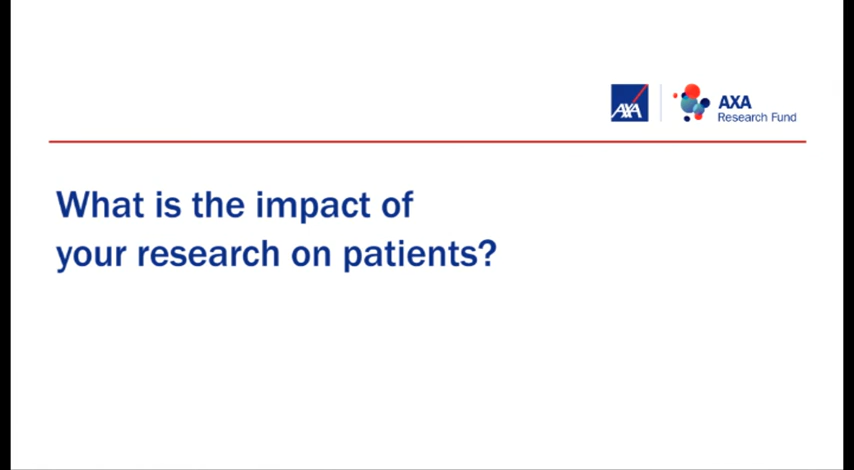 AXA
AXA
Research Fund
What is the impact of
your research on patients?